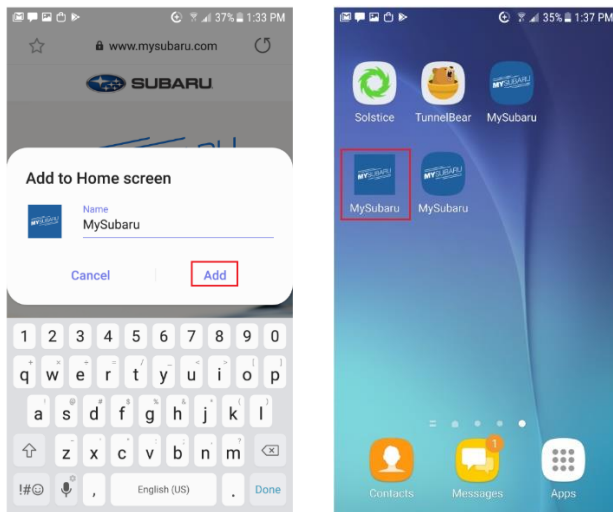 37% 1:33 PM
www.mysubaru.com
SUBARU
Add to Home screen
MYSUBARU
Name
MySubaru
Cancel
Add
1 2 3 4 5 6 7 8 9 0
q w e r t y u i o p
a s d f g h j k l
z x c v b n m
!#☺ , English (US) . Done
35% 1:37 PM
MYSUBARU
Solstice TunnelBear MySubaru
MYSUBARU MYSUBARU
MySubaru MySubaru
1
Contacts Messages Apps